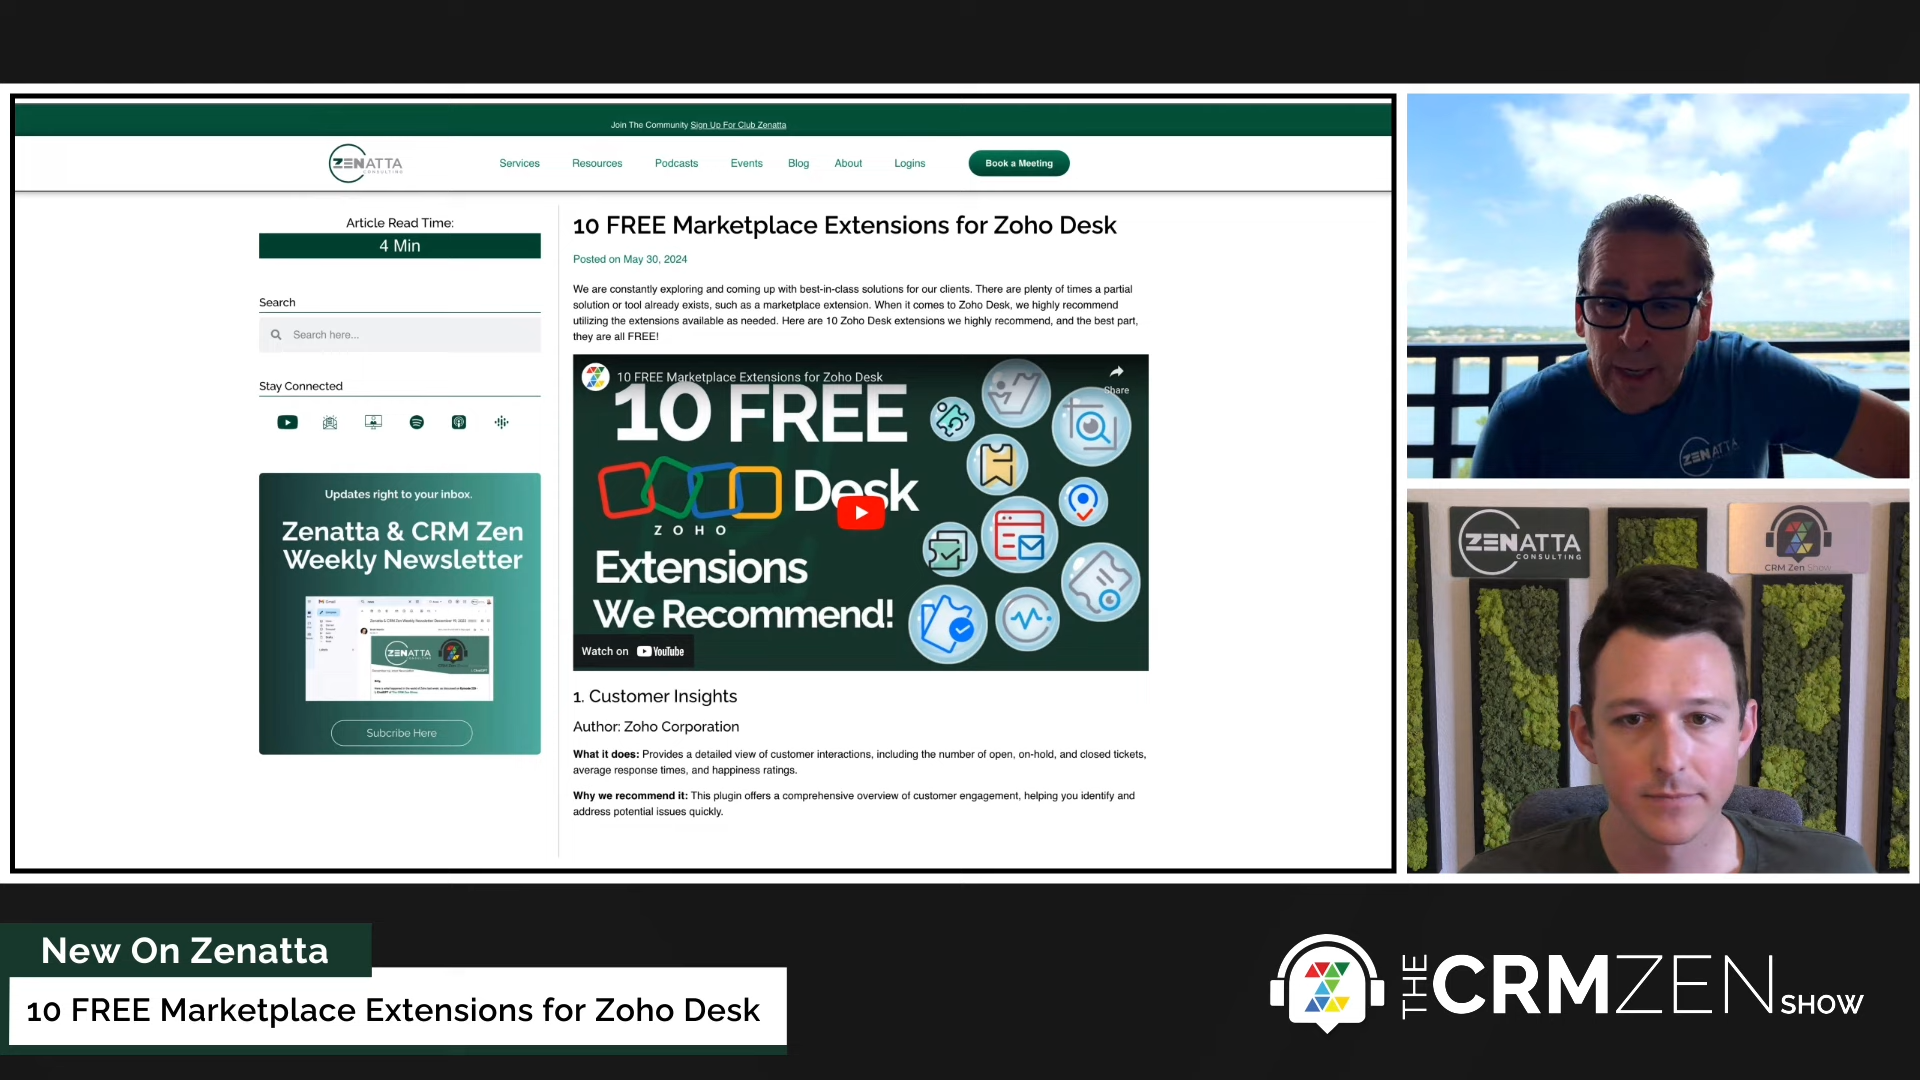 Join The Community Sign Up For Club Zenatta
ZENATTA
CONSULTING
Services
Resources
Podcasts
Events
Blog
About
Logins
Book a Meeting
Article Read Time:
4 Min
Search
Search here...
Stay Connected
Updates right to your inbox.
Zenatta & CRM Zen
Weekly Newsletter
ZENATTA
Subcribe Here
10 FREE Marketplace Extensions for Zoho Desk
Posted on May 30, 2024
We are constantly exploring and coming up with best-in-class solutions for our clients. There are plenty of times a partial
solution or tool already exists, such as a marketplace extension. When it comes to Zoho Desk, we highly recommend
utilizing the extensions available as needed. Here are 10 Zoho Desk extensions we highly recommend, and the best part,
they are all FREE!
10 FREE Marketplace Extensions for Zoho Desk
Share
10 FREE
ZOHO
Desk
Extensions
We Recommend!
Watch on YouTube
1. Customer Insights
Author: Zoho Corporation
What it does: Provides a detailed view of customer interactions, including the number of open, on-hold, and closed tickets,
average response times, and happiness ratings.
Why we recommend it: This plugin offers a comprehensive overview of customer engagement, helping you identify and
address potential issues quickly.
ZENATTA
ZENATTA
CONSULTING
CRM Zen Show
New On Zenatta
10 FREE Marketplace Extensions for Zoho Desk
THE CRMZEN SHOW